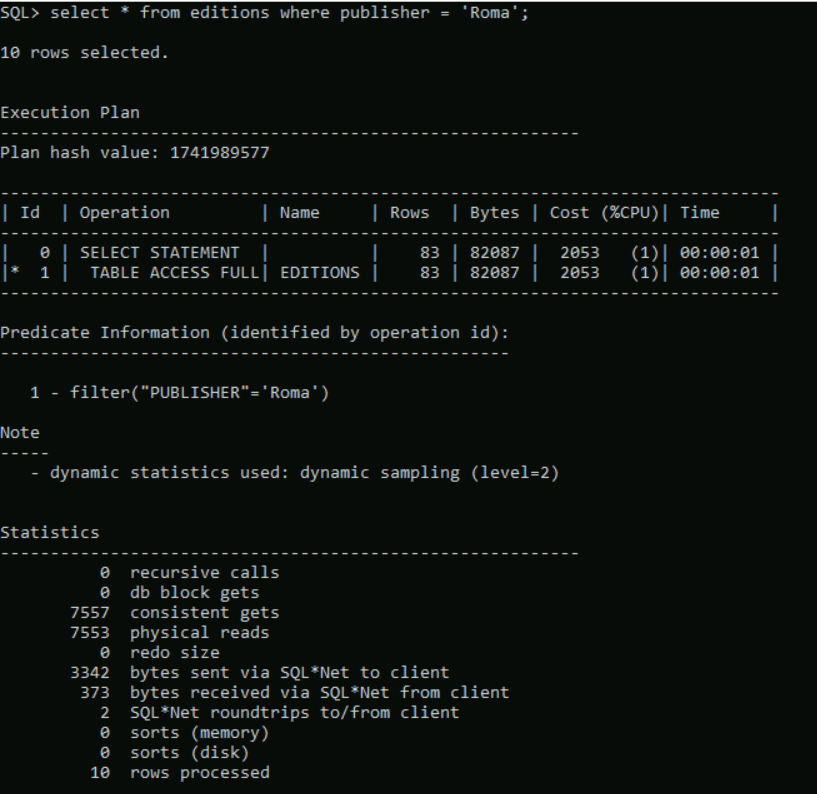 SQL> select * from editions where publisher = 'Roma';
10 rows selected.
Execution Plan
----------------------------------------------------------
Plan hash value: 1741989577
------------------------------------------------------------------------------
| Id  | Operation         | Name     | Rows  | Bytes | Cost (%CPU)| Time     |
------------------------------------------------------------------------------
|   0 | SELECT STATEMENT  |          |    83 | 82087 |  2053   (1)| 00:00:01 |
|*  1 |  TABLE ACCESS FULL| EDITIONS |    83 | 82087 |  2053   (1)| 00:00:01 |
------------------------------------------------------------------------------
Predicate Information (identified by operation id):
---------------------------------------------------
   1 - filter("PUBLISHER"='Roma')
Note
-----
   - dynamic statistics used: dynamic sampling (level=2)
Statistics
----------------------------------------------------------
          0  recursive calls
          0  db block gets
       7557  consistent gets
       7553  physical reads
          0  redo size
       3342  bytes sent via SQL*Net to client
        373  bytes received via SQL*Net from client
          2  SQL*Net roundtrips to/from client
          0  sorts (memory)
          0  sorts (disk)
         10  rows processed